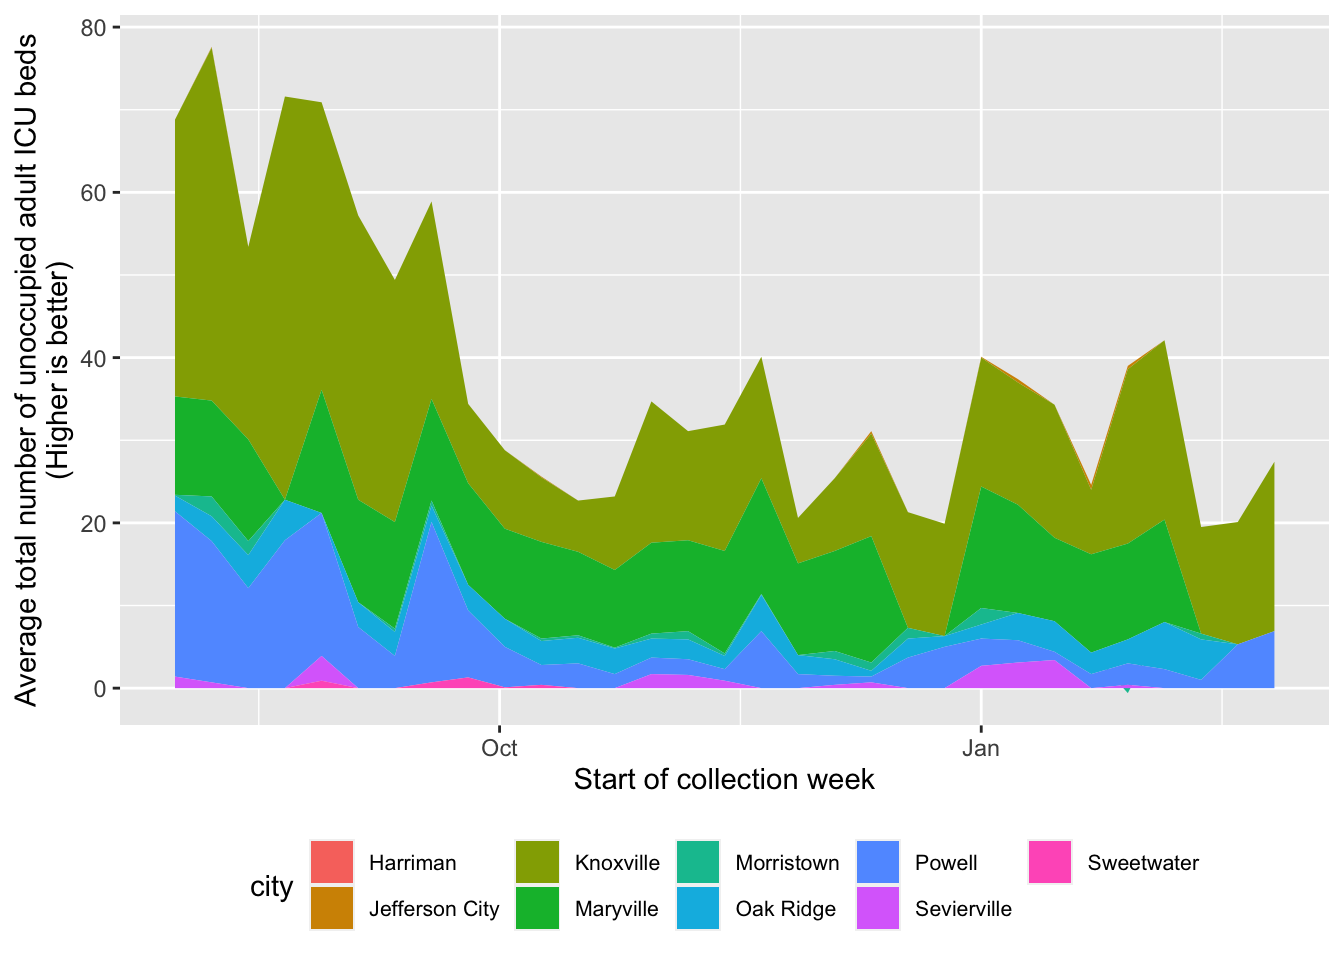 Average total number of unoccupied adult ICU beds
(Higher is better)
80
60
40
20
0
Oct
Jan
Start of collection week
city
Harriman
Knoxville
Morristown
Powell
Sweetwater
Jefferson City
Maryville
Oak Ridge
Sevierville